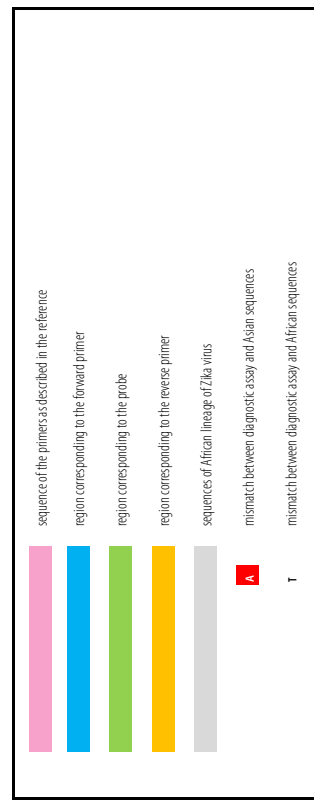 sequence of the primers as described in the reference
region corresponding to the forward primer
region corresponding to the probe
region corresponding to the reverse primer
sequences of African lineage of Zika virus
A mismatch between diagnostic assay and Asian sequences
T mismatch between diagnostic assay and African sequences